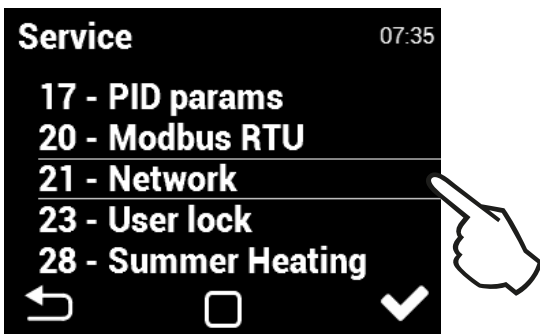 Service 07:35
17 - PID params
20 - Modbus RTU
21 - Network
23 - User lock
28 - Summer Heating